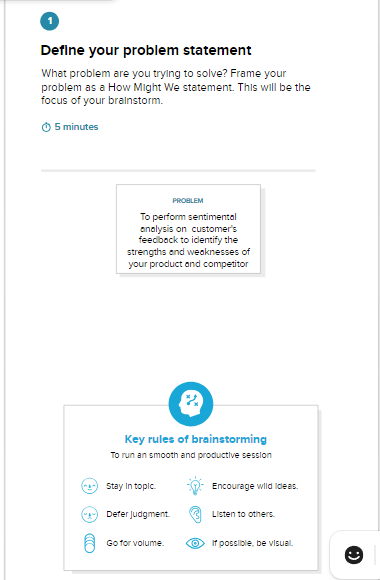 1
Define your problem statement
What problem are you trying to solve? Frame your
problem as a How Might We statement. This will be the
focus of your brainstorm.
5 minutes
PROBLEM
To perform sentimental
analysis on customer's
feedback to identify the
strengths and weaknesses of
your product and competitor
Key rules of brainstorming
To run an smooth and productive session
Stay in topic.
Encourage wild ideas.
Defer judgment.
Listen to others.
Go for volume.
If possible, be visual.